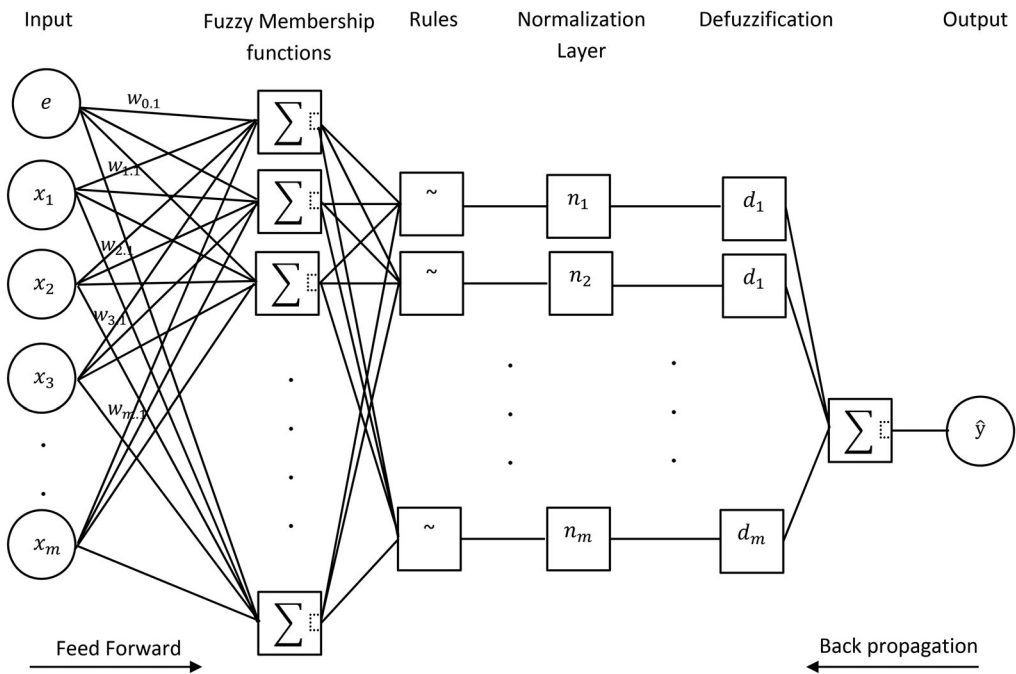 Input
Fuzzy Membership
functions
Rules
Normalization
Layer
Defuzzification
Output
e
w₀.₁
∑
x₁
w₁.₁
∑
~
n₁
d₁
x₂
w₂.₁
∑
~
n₂
d₁
w₃.₁
x₃
wₘ.₁
∑
ŷ
xₘ
~
nₘ
dₘ
∑
Feed Forward
Back propagation